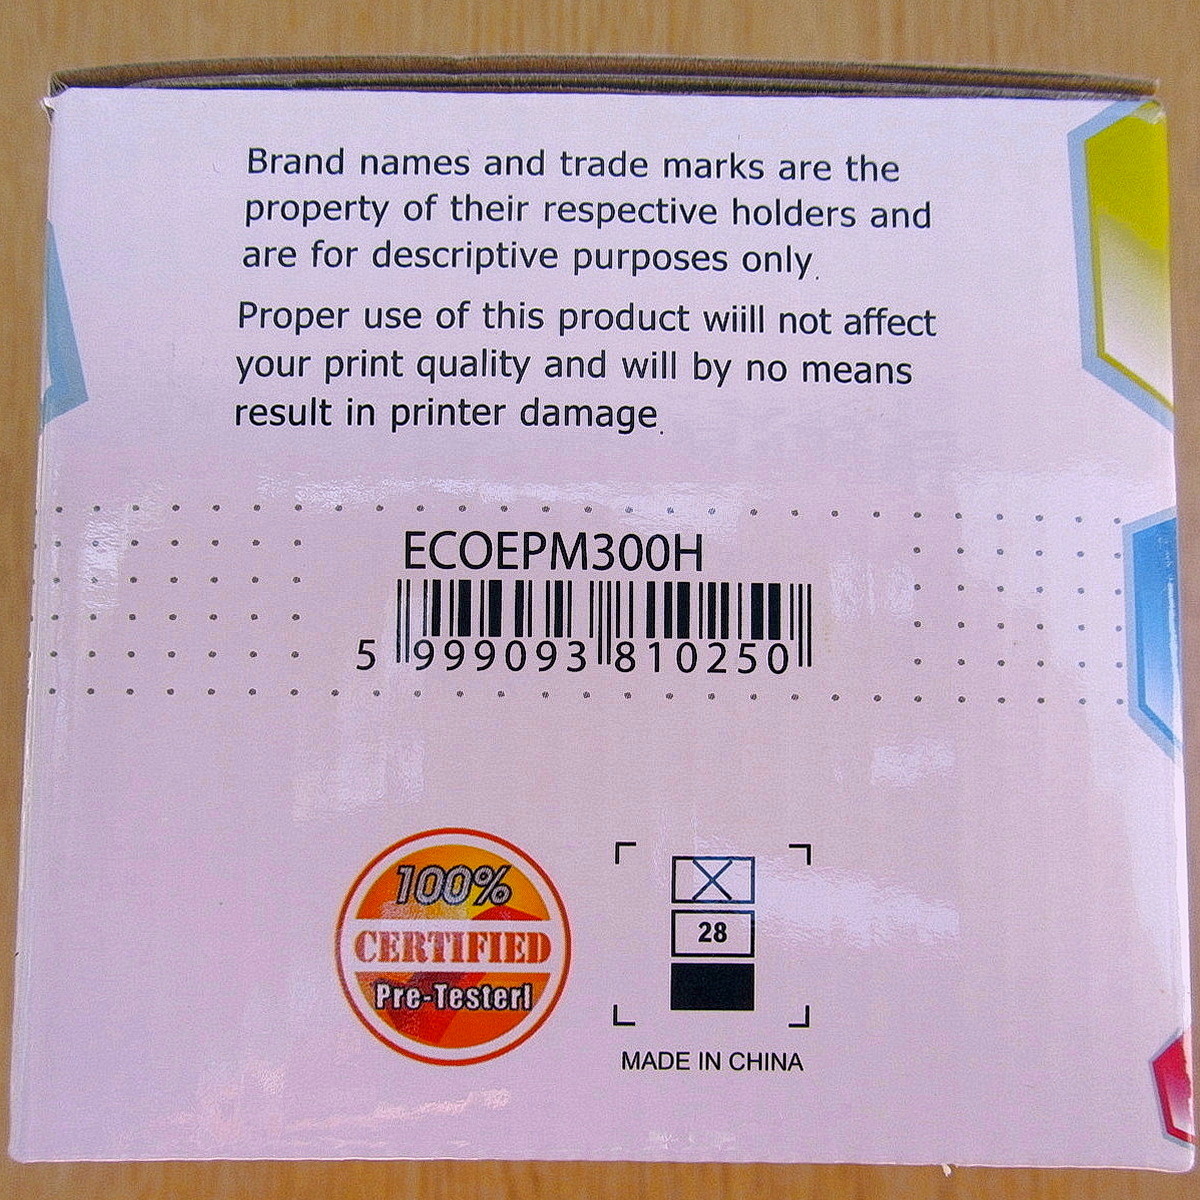 Brand names and trade marks are the
property of their respective holders and
are for descriptive purposes only.
Proper use of this product wiill not affect
your print quality and will by no means
result in printer damage.
ECOEPM300H
5 999093 810250
100%
CERTIFIED
Pre-Testerl
28
MADE IN CHINA